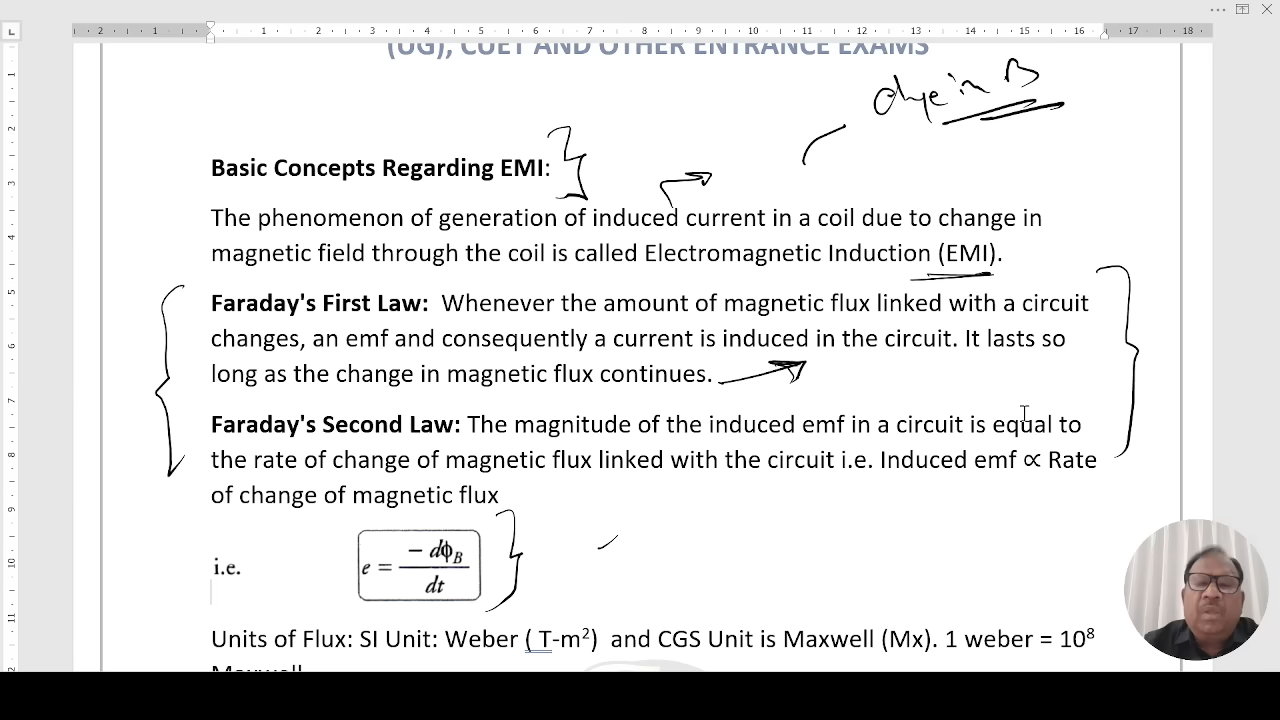 (UG), CUET AND OTHER ENTRANCE EXAMS
change in B
Basic Concepts Regarding EMI:
The phenomenon of generation of induced current in a coil due to change in
magnetic field through the coil is called Electromagnetic Induction (EMI).
Faraday's First Law:  Whenever the amount of magnetic flux linked with a circuit
changes, an emf and consequently a current is induced in the circuit. It lasts so
long as the change in magnetic flux continues.
Faraday's Second Law: The magnitude of the induced emf in a circuit is equal to
the rate of change of magnetic flux linked with the circuit i.e. Induced emf ∝ Rate
of change of magnetic flux
i.e. e = − dϕ_B / dt
Units of Flux: SI Unit: Weber ( T-m²)  and CGS Unit is Maxwell (Mx). 1 weber = 10⁸
Maxwell